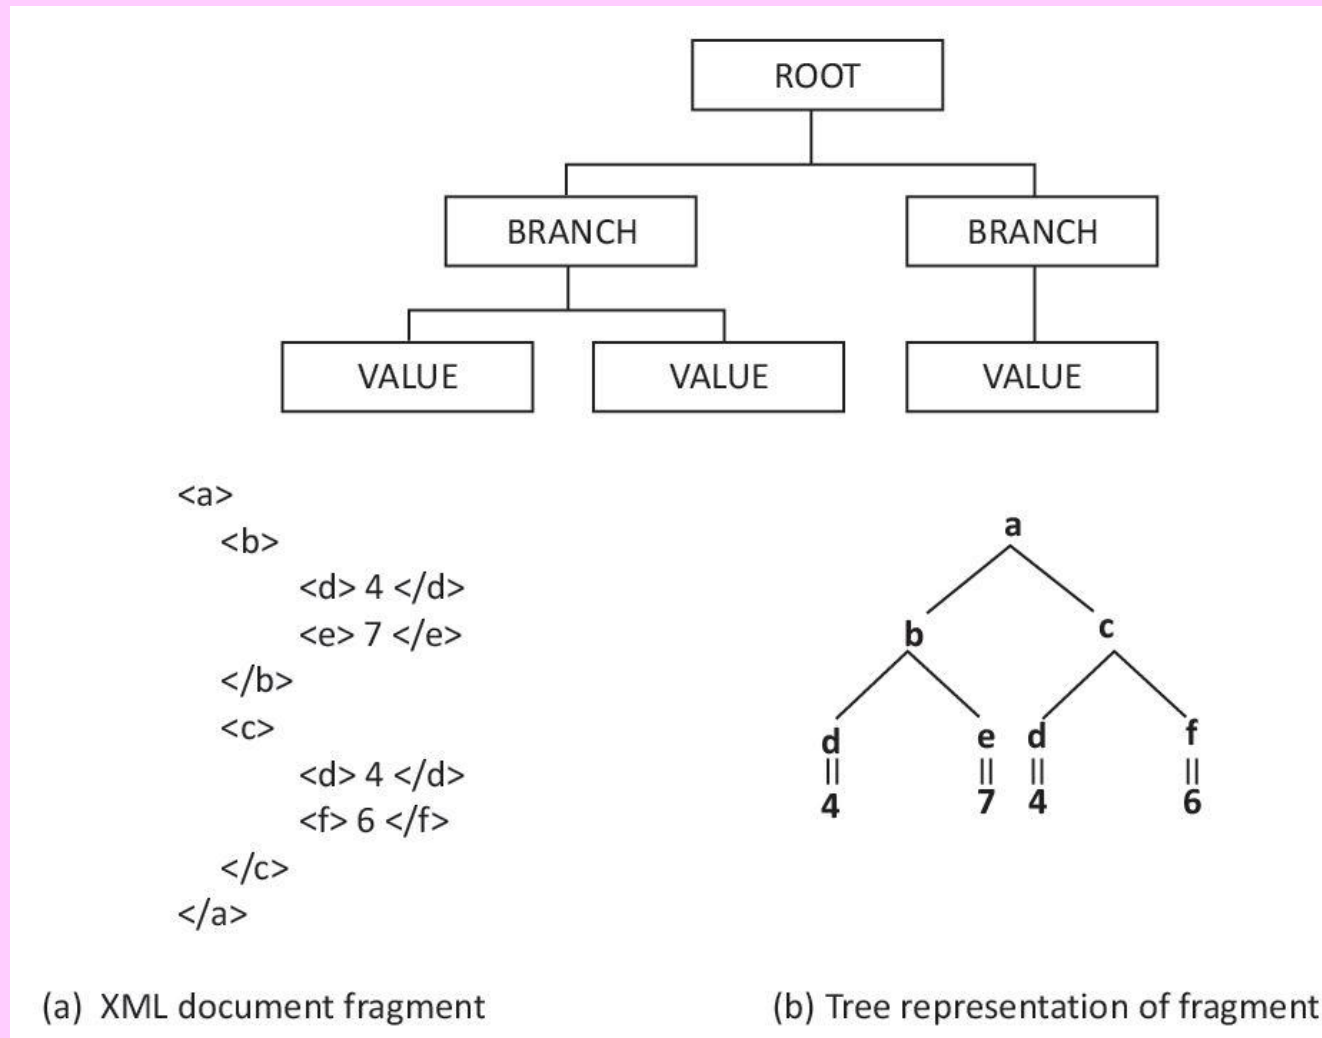 ROOT
BRANCH BRANCH
VALUE VALUE VALUE
<a>
<b>
<d> 4 </d>
<e> 7 </e>
</b>
<c>
<d> 4 </d>
<f> 6 </f>
</c>
</a>
(a) XML document fragment
a
b c
d e d f
|| || || ||
4 7 4 6
(b) Tree representation of fragment